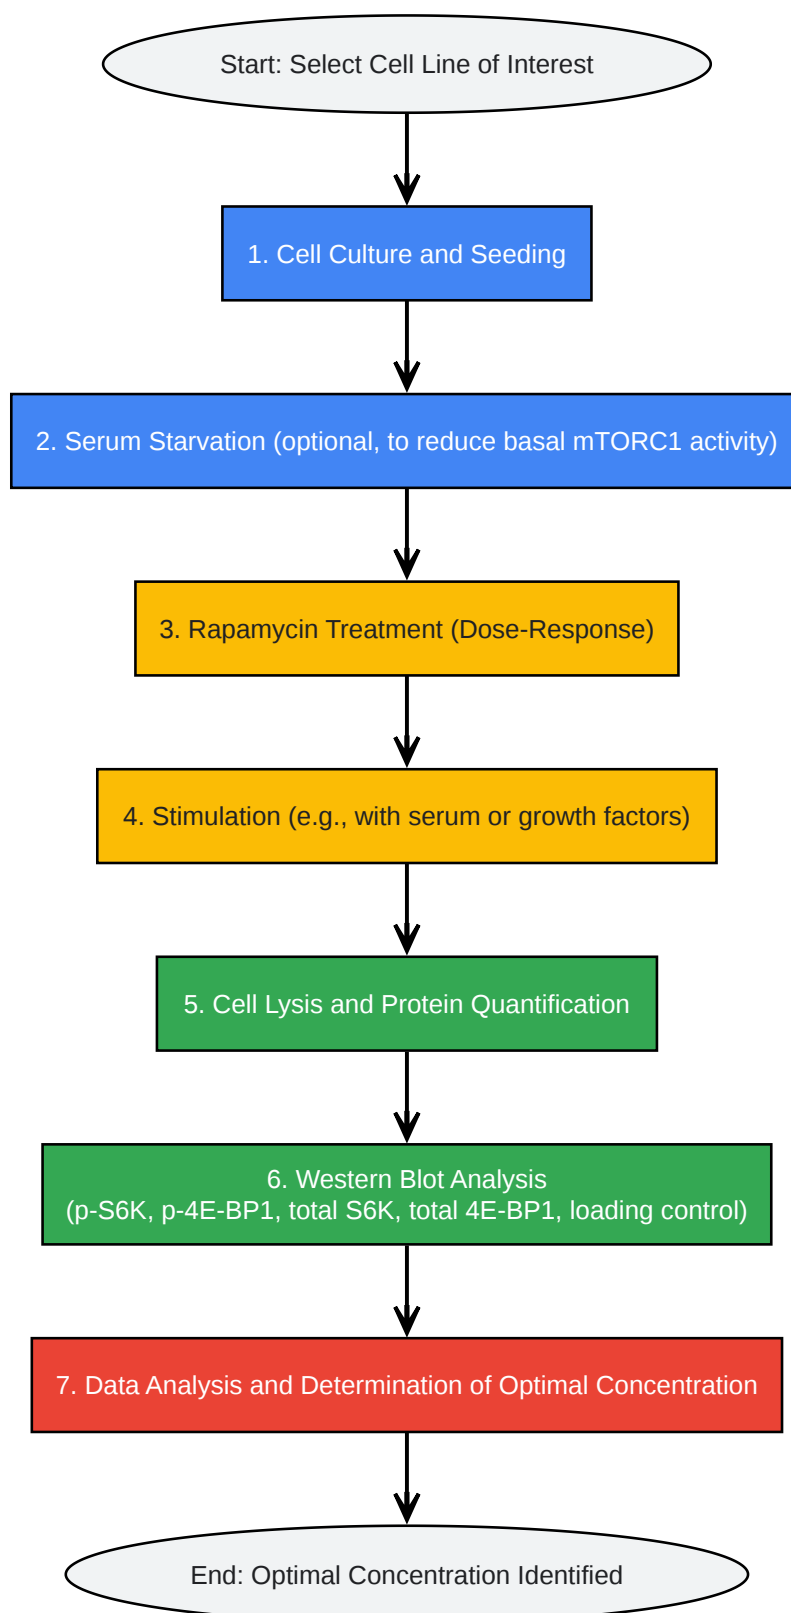 Start: Select Cell Line of Interest
1. Cell Culture and Seeding
2. Serum Starvation (optional, to reduce basal mTORC1 activity)
3. Rapamycin Treatment (Dose-Response)
4. Stimulation (e.g., with serum or growth factors)
5. Cell Lysis and Protein Quantification
6. Western Blot Analysis
(p-S6K, p-4E-BP1, total S6K, total 4E-BP1, loading control)
7. Data Analysis and Determination of Optimal Concentration
End: Optimal Concentration Identified